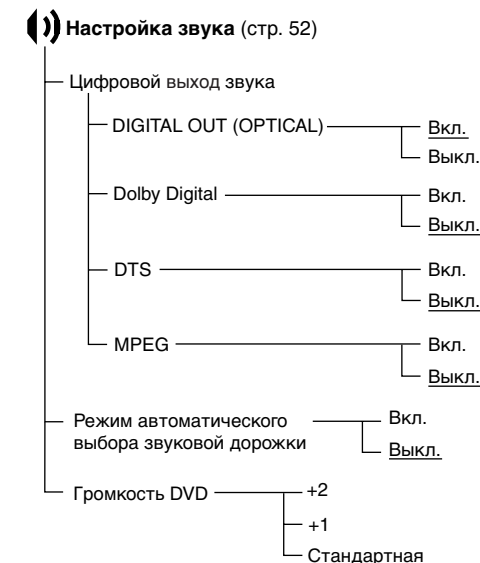 Настройка звука (стр. 52)
Цифровой выход звука
DIGITAL OUT (OPTICAL)
Вкл.
Выкл.
Dolby Digital
Вкл.
Выкл.
DTS
Вкл.
Выкл.
MPEG
Вкл.
Выкл.
Режим автоматического
выбора звуковой дорожки
Вкл.
Выкл.
Громкость DVD
+2
+1
Стандартная